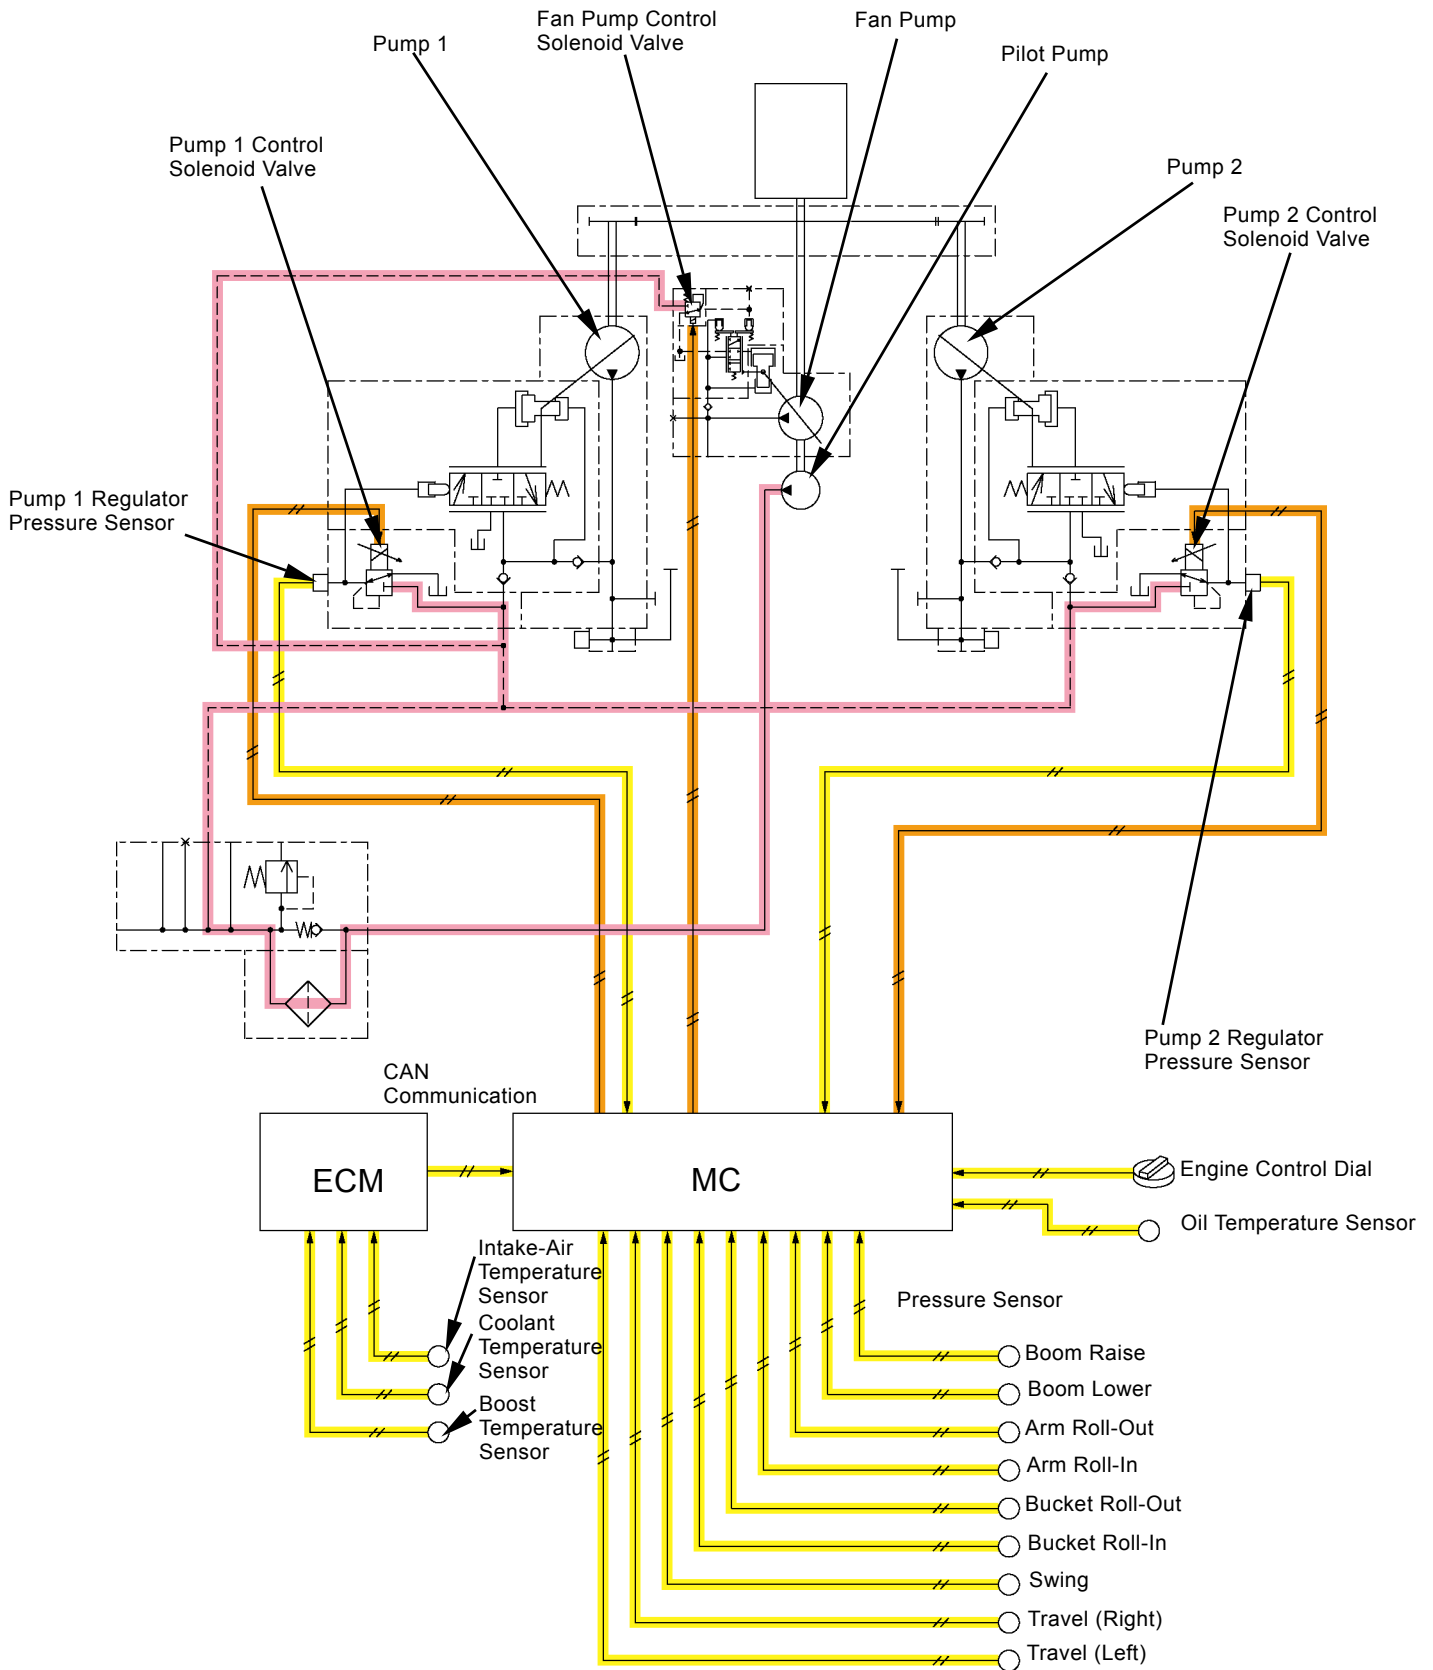 Fan Pump Control
Solenoid Valve
Fan Pump
Pump 1
Pilot Pump
Pump 1 Control
Solenoid Valve
Pump 2
Pump 2 Control
Solenoid Valve
Pump 1 Regulator
Pressure Sensor
Pump 2 Regulator
Pressure Sensor
CAN
Communication
ECM
MC
Engine Control Dial
Oil Temperature Sensor
Intake-Air
Temperature
Sensor
Coolant
Temperature
Sensor
Boost
Temperature
Sensor
Pressure Sensor
Boom Raise
Boom Lower
Arm Roll-Out
Arm Roll-In
Bucket Roll-Out
Bucket Roll-In
Swing
Travel (Right)
Travel (Left)